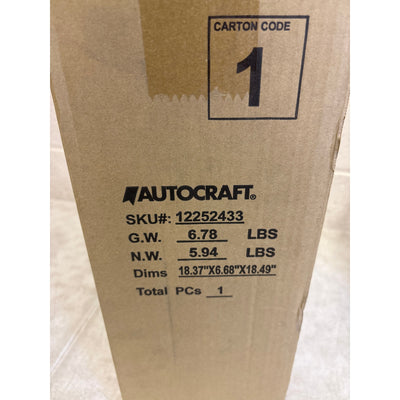 CARTON CODE
1
AUTOCRAFT®
SKU#: 12252433
G.W. 6.78 LBS
N.W. 5.94 LBS
Dims 18.37"X6.68"X18.49"
Total PCs 1